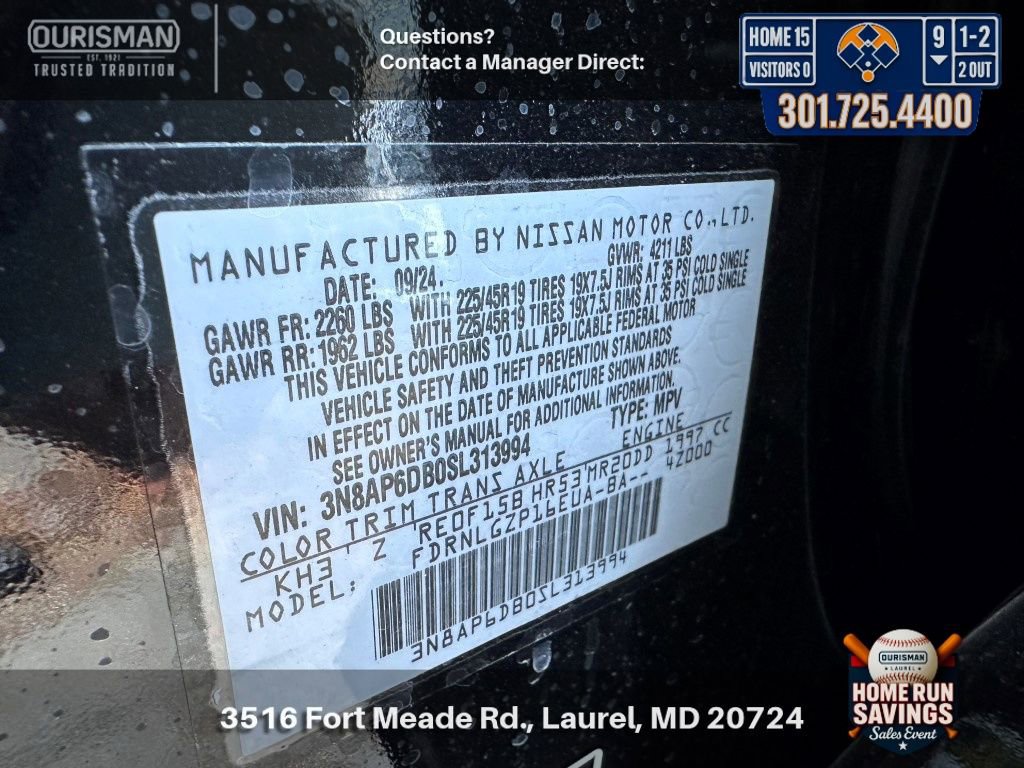 OURISMAN
EST. 1921
TRUSTED TRADITION
Questions?
Contact a Manager Direct:
HOME 15
VISITORS 0
9
1-2
2 OUT
301.725.4400
MANUFACTURED BY NISSAN MOTOR CO., LTD.
DATE: 09/24. GVWR: 4211 LBS
GAWR FR: 2260 LBS WITH 225/45R19 TIRES 19X7.5J RIMS AT 35 PSI COLD SINGLE
GAWR RR: 1962 LBS WITH 225/45R19 TIRES 19X7.5J RIMS AT 35 PSI COLD SINGLE
THIS VEHICLE CONFORMS TO ALL APPLICABLE FEDERAL MOTOR
VEHICLE SAFETY AND THEFT PREVENTION STANDARDS
IN EFFECT ON THE DATE OF MANUFACTURE SHOWN ABOVE.
SEE OWNER'S MANUAL FOR ADDITIONAL INFORMATION.
VIN: 3N8AP6DB0SL313994 TYPE: MPV
COLOR TRIM TRANS AXLE ENGINE
KH3 ' Z ' RE0F15B HR53'MR20DD 1997 CC
MODEL: FDRNLGZP16EUA-BA-- 4Z000
3N8AP6DB0SL313994
3516 Fort Meade Rd., Laurel, MD 20724
OURISMAN
LAUREL
HOME RUN
SAVINGS
Sales Event